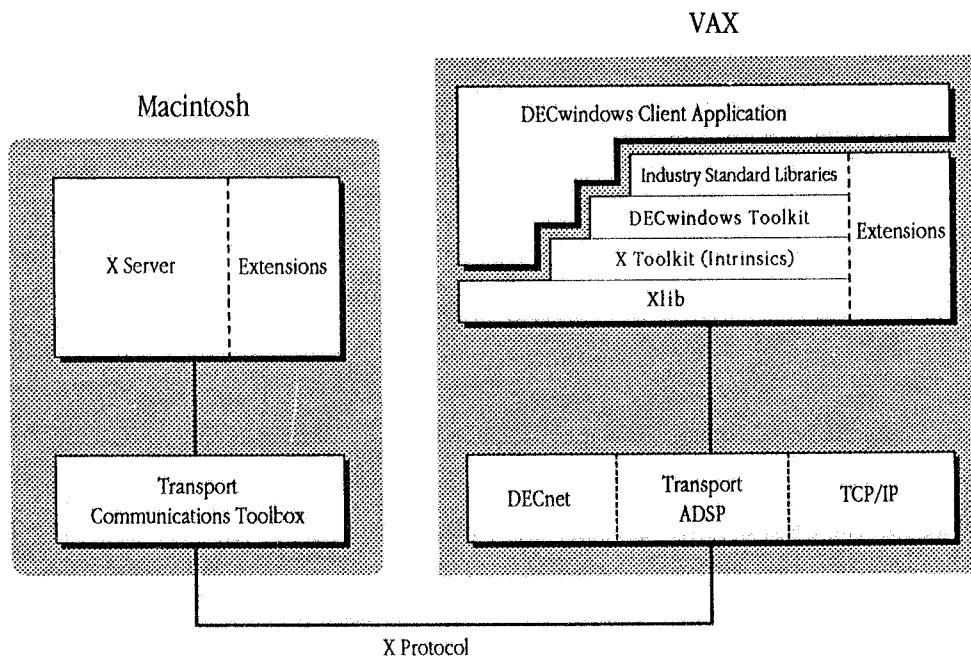 VAX
Macintosh
DECwindows Client Application
Industry Standard Libraries
DECwindows Toolkit
X Toolkit (Intrinsics)
Xlib
Extensions
X Server
Extensions
Transport
Communications Toolbox
DECnet
Transport
ADSP
TCP/IP
X Protocol